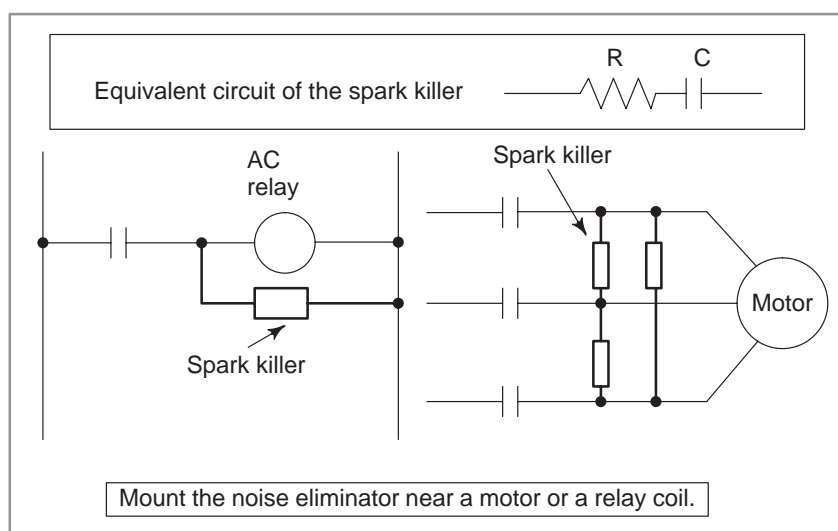 R C
Equivalent circuit of the spark killer
AC
relay
Spark killer
Spark killer
Motor
Mount the noise eliminator near a motor or a relay coil.